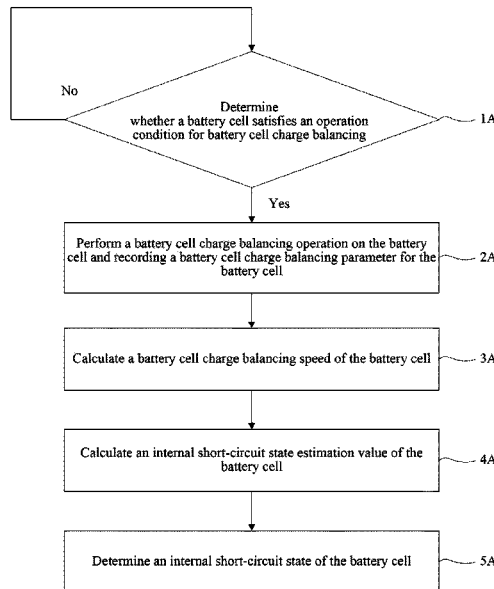 No
Determine
whether a battery cell satisfies an operation
condition for battery cell charge balancing
1A
Yes
Perform a battery cell charge balancing operation on the battery
cell and recording a battery cell charge balancing parameter for the
battery cell
2A
Calculate a battery cell charge balancing speed of the battery cell
3A
Calculate an internal short-circuit state estimation value of the
battery cell
4A
Determine an internal short-circuit state of the battery cell
5A